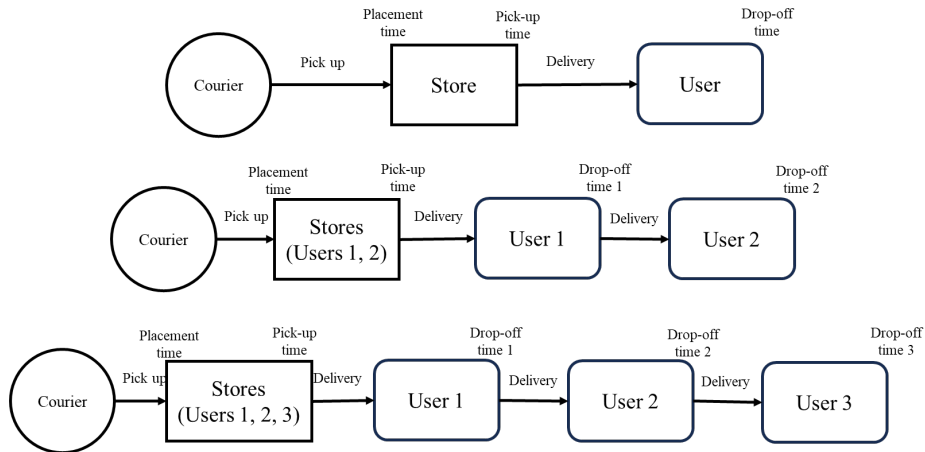 Placement
time
Pick-up
time
Drop-off
time
Courier
Pick up
Store
Delivery
User
Placement
time
Pick-up
time
Drop-off
time 1
Drop-off
time 2
Courier
Pick up
Stores
(Users 1, 2)
Delivery
User 1
Delivery
User 2
Placement
time
Pick-up
time
Drop-off
time 1
Drop-off
time 2
Drop-off
time 3
Courier
Pick up
Stores
(Users 1, 2, 3)
Delivery
User 1
Delivery
User 2
Delivery
User 3